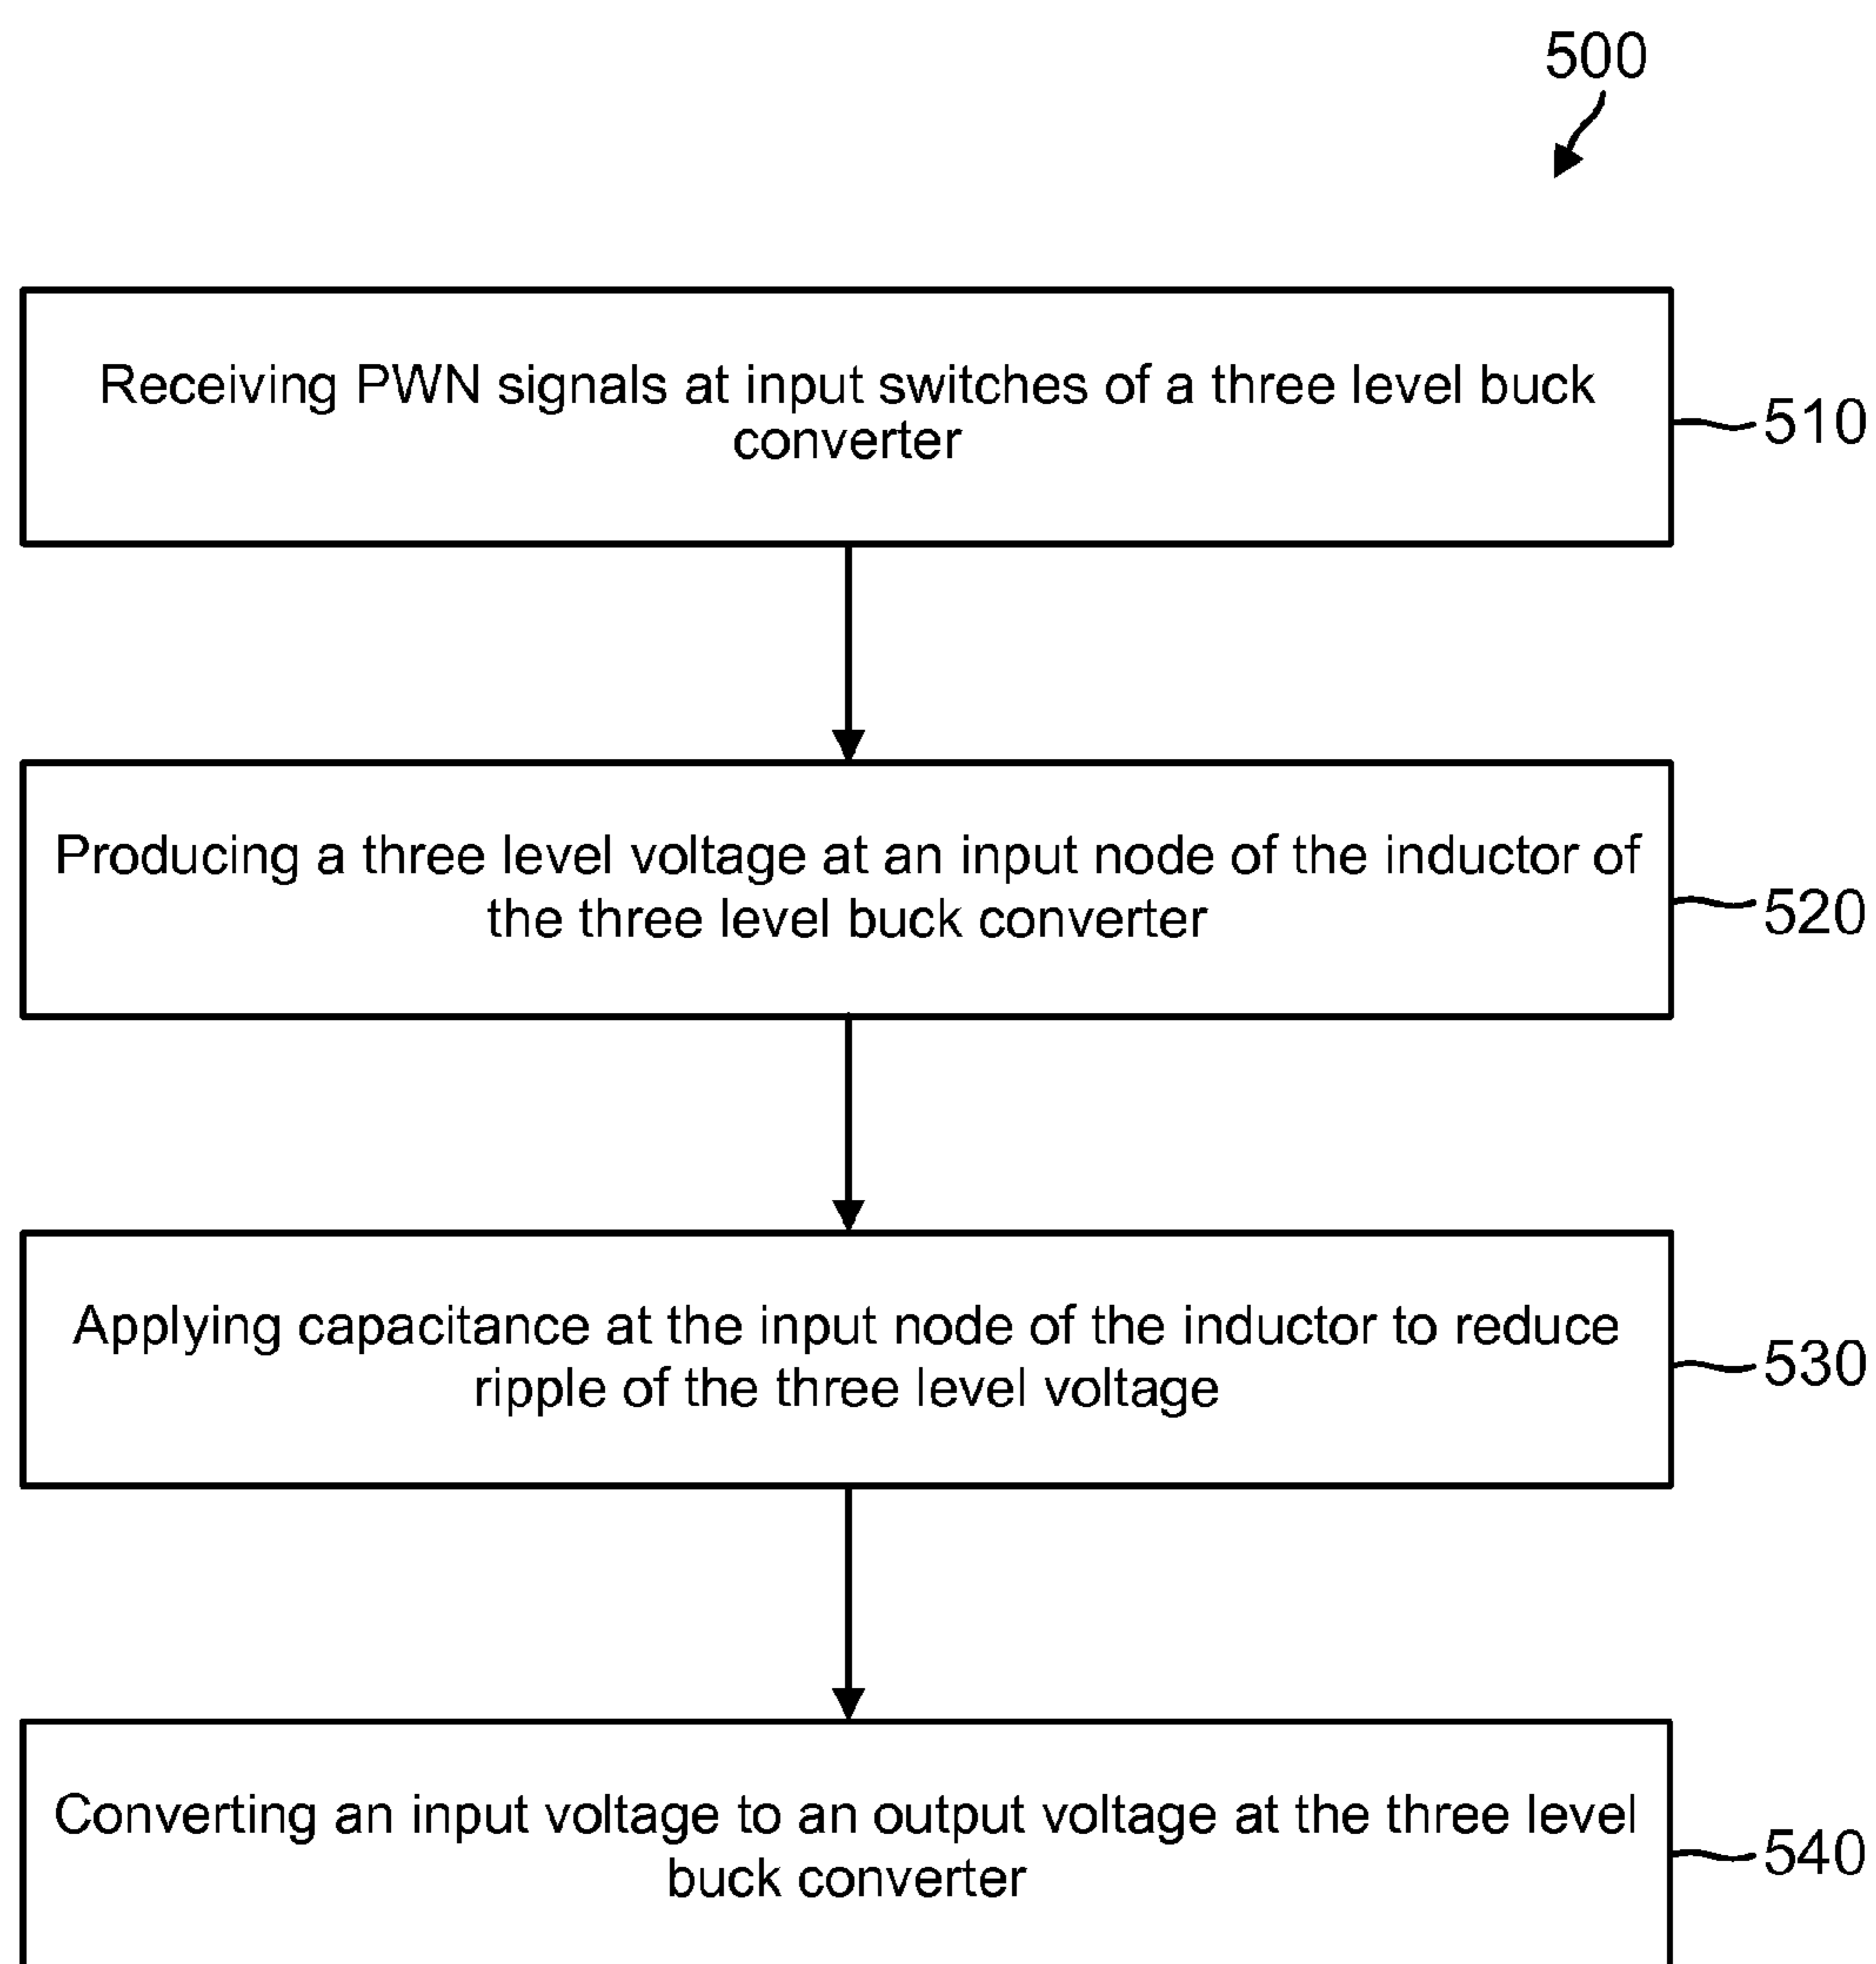 500
Receiving PWN signals at input switches of a three level buck
converter
510
Producing a three level voltage at an input node of the inductor of
the three level buck converter
520
Applying capacitance at the input node of the inductor to reduce
ripple of the three level voltage
530
Converting an input voltage to an output voltage at the three level
buck converter
540